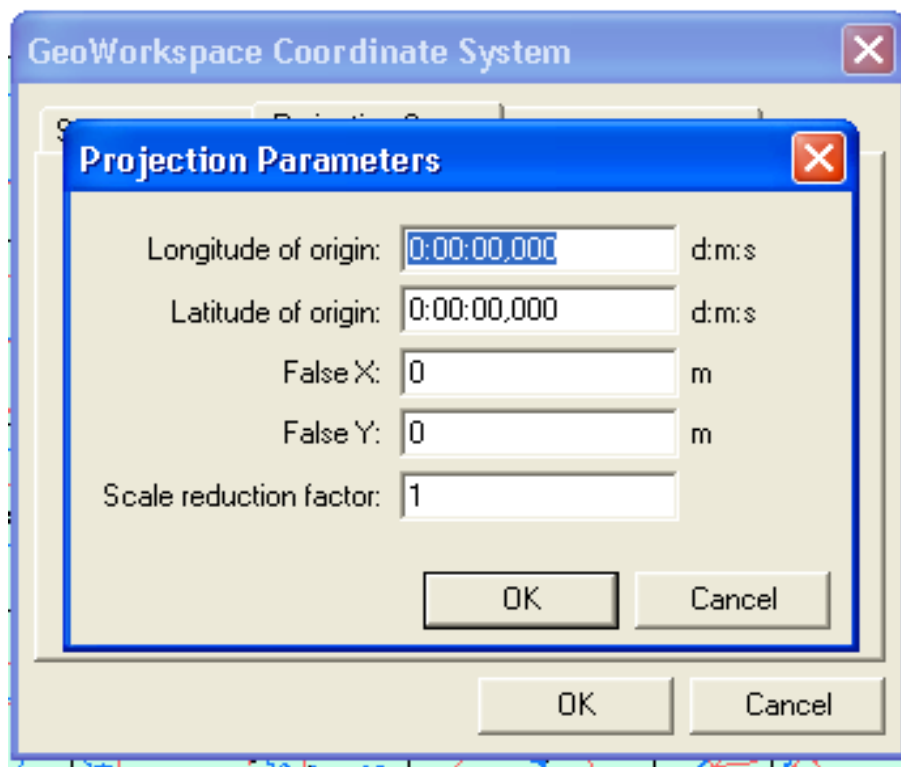 GeoWorkspace Coordinate System
Projection Parameters
Longitude of origin: 0:00:00,000 d:m:s
Latitude of origin: 0:00:00,000 d:m:s
False X: 0 m
False Y: 0 m
Scale reduction factor: 1
OK Cancel
OK Cancel